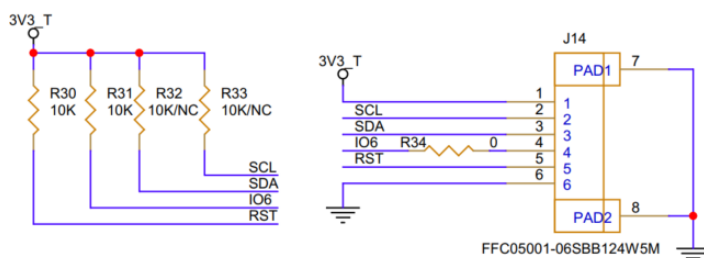 3V3_T
R30 R31 R32 R33
10K 10K 10K/NC 10K/NC
SCL
SDA
IO6
RST
J14
3V3_T
PAD1 7
1 1
SCL 2 2
SDA 3 3
IO6 R34 0 4 4
RST 5 5
6 6
PAD2 8
FFC05001-06SBB124W5M